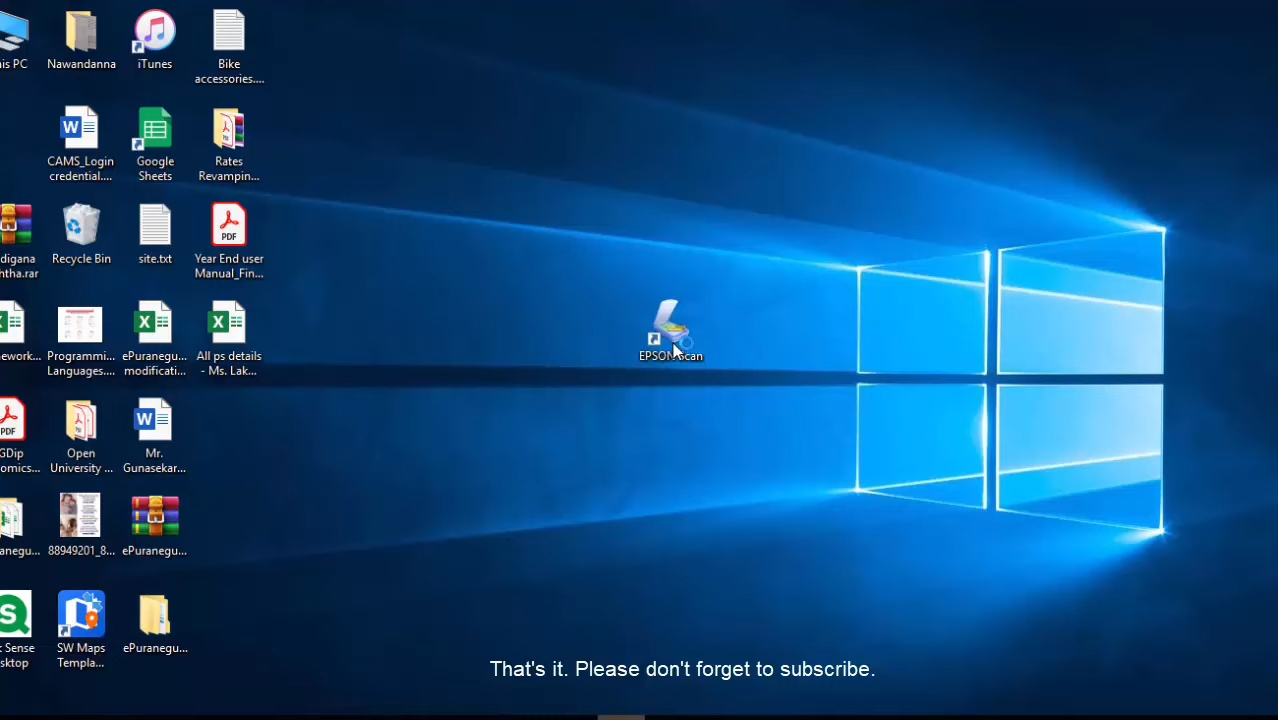 his PC
Nawandanna
iTunes
Bike
accessories....
CAMS_Login
credential....
Google
Sheets
Rates
Revampin...
digana
htha.rar
Recycle Bin
site.txt
PDF
Year End user
Manual_Fin...
ework...
Programmi...
Languages....
ePuranegu...
modificati...
All ps details
- Ms. Lak...
EPSON Scan
PDF
GDip
omics...
Open
University ...
Mr.
Gunasekar...
anegu...
88949201_8...
ePuranegu...
Sense
sktop
SW Maps
Templa...
ePuranegu...
That's it. Please don't forget to subscribe.